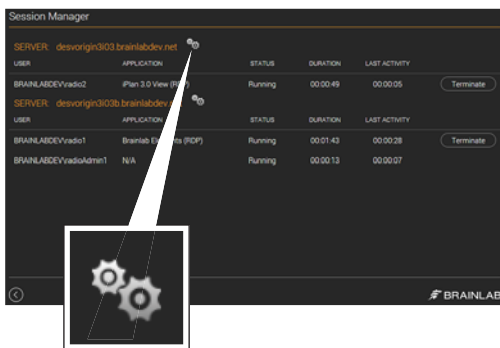 Session Manager
SERVER: desvorigin3i03.brainlabdev.net
USER APPLICATION STATUS DURATION LAST ACTIVITY
BRAINLABDEV\radio2 iPlan 3.0 View Running 00:00:49 00:00:05 Terminate
SERVER: desvorigin3i03b.brainlabdev
USER APPLICATION STATUS DURATION LAST ACTIVITY
BRAINLABDEV\radio1 Brainlab (RDP) Running 00:01:43 00:00:28 Terminate
BRAINLABDEV\radioAdmin1 N/A Running 00:00:13 00:00:07
BRAINLAB